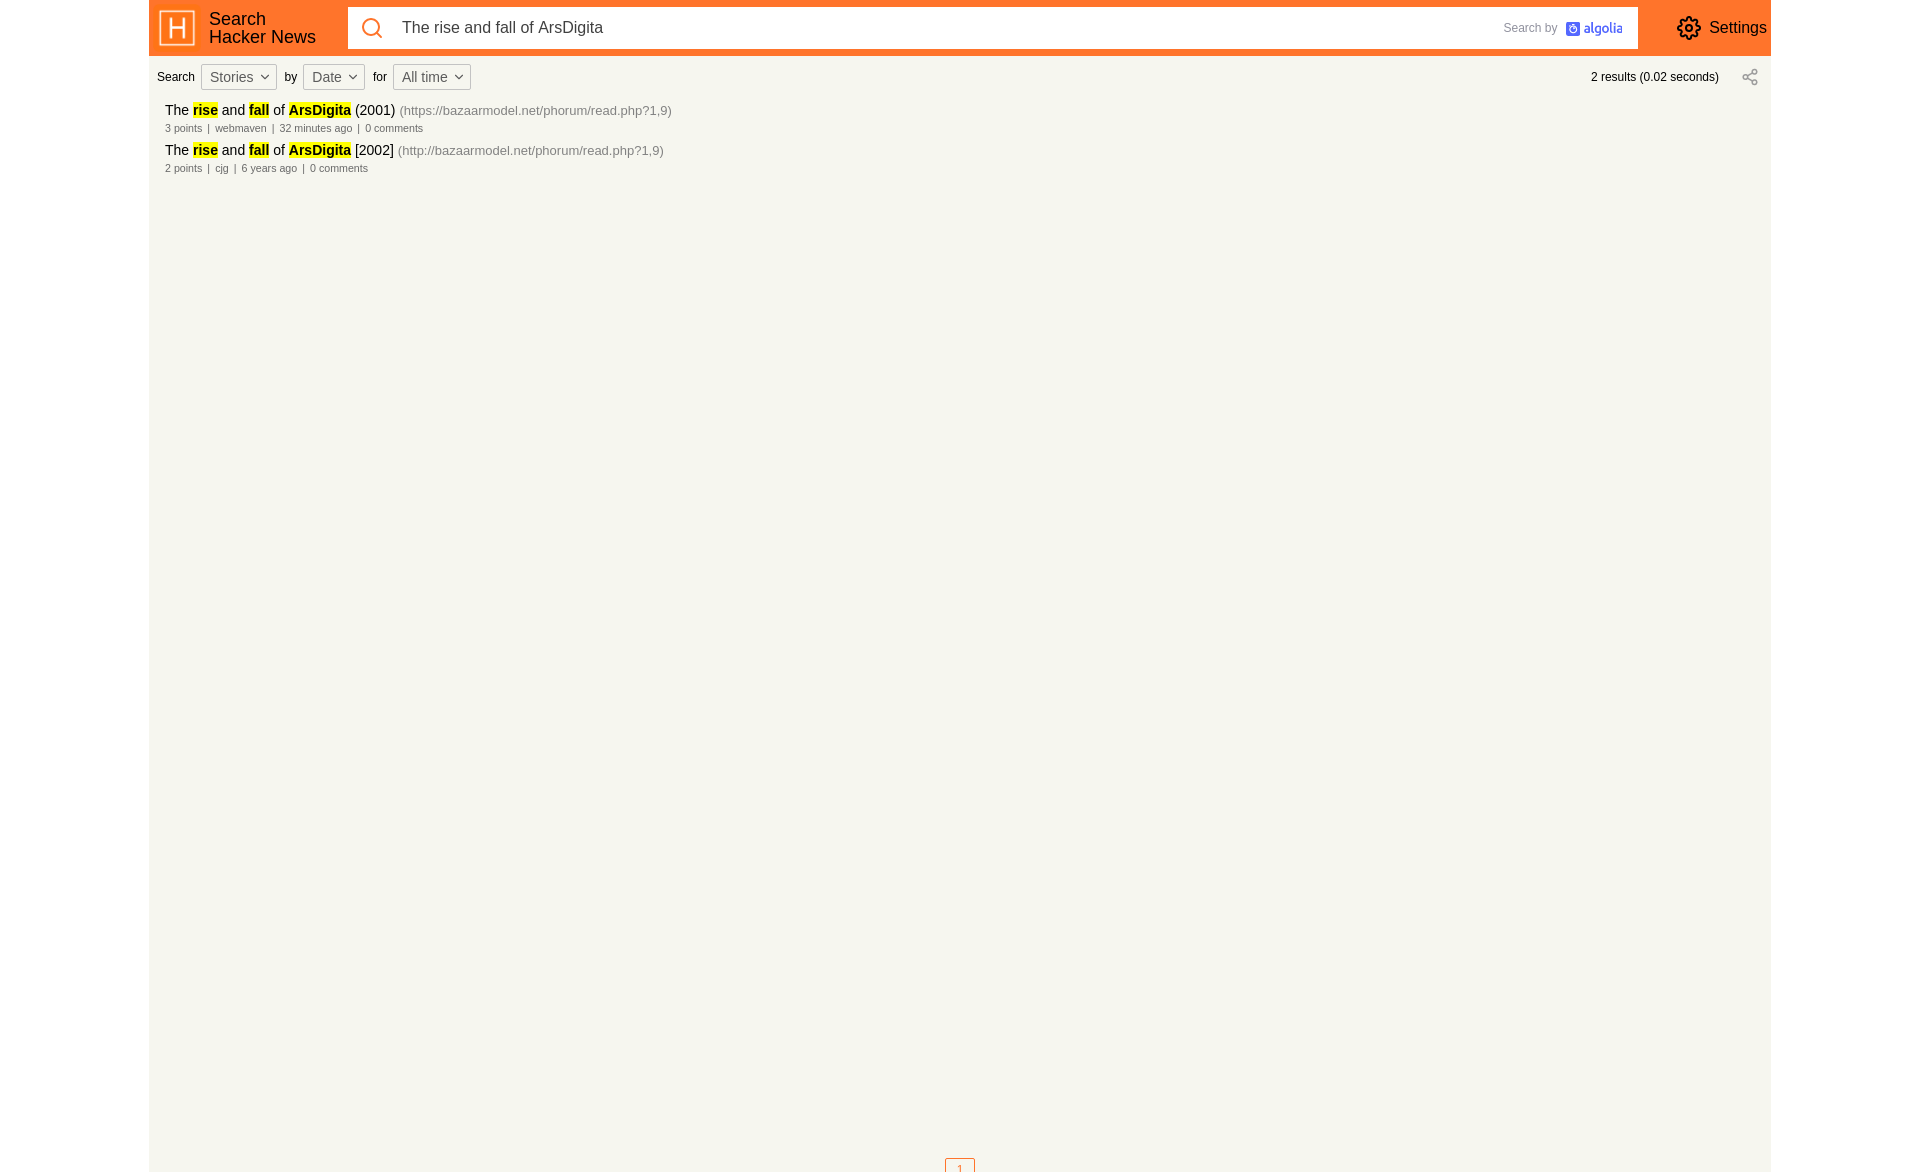 H
Search
Hacker News
The rise and fall of ArsDigita
Search by algolia
Settings
Search Stories by Date for All time
2 results (0.02 seconds)
The rise and fall of ArsDigita (2001) (https://bazaarmodel.net/phorum/read.php?1,9)
3 points | webmaven | 32 minutes ago | 0 comments
The rise and fall of ArsDigita [2002] (http://bazaarmodel.net/phorum/read.php?1,9)
2 points | cjg | 6 years ago | 0 comments
1